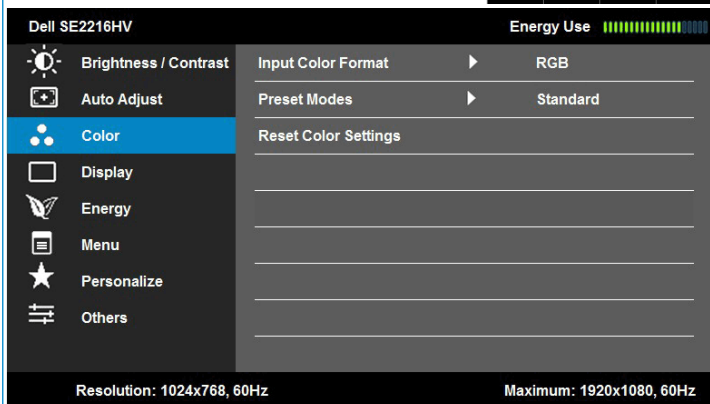 Dell SE2216HV Energy Use
Brightness / Contrast Input Color Format RGB
Auto Adjust Preset Modes Standard
Color Reset Color Settings
Display
Energy
Menu
Personalize
Others
Resolution: 1024x768, 60Hz Maximum: 1920x1080, 60Hz